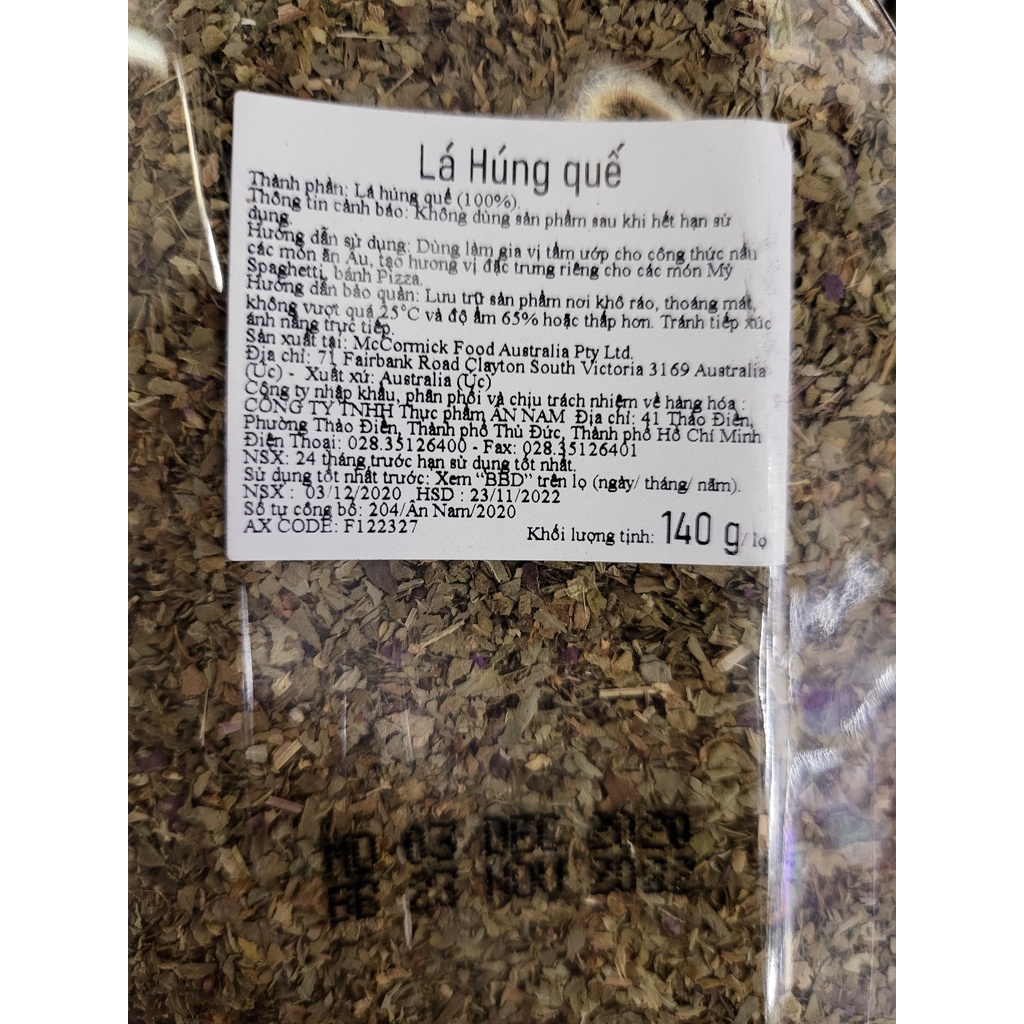 Lá Húng quế
Thành phần: Lá húng quế (100%).
Thông tin cảnh báo: Không dùng sản phẩm sau khi hết hạn sử
dụng.
Hướng dẫn sử dụng: Dùng làm gia vị tẩm ướp cho công thức nấu
các món ăn Âu, tạo hương vị đặc trưng riêng cho các món Mỳ
Spaghetti, bánh Pizza.
Hướng dẫn bảo quản: Lưu trữ sản phẩm nơi khô ráo, thoáng mát,
không vượt quá 25°C và độ ẩm 65% hoặc thấp hơn. Tránh tiếp xúc
ánh nắng trực tiếp.
Sản xuất tại: McCormick Food Australia Pty Ltd.
Địa chỉ: 71 Fairbank Road Clayton South Victoria 3169 Australia
(Úc) - Xuất xứ: Australia (Úc)
Công ty nhập khẩu, phân phối và chịu trách nhiệm về hàng hóa :
CÔNG TY TNHH Thực phẩm ÂN NAM Địa chỉ: 41 Thảo Điền,
Phường Thảo Điền, Thành phố Thủ Đức, Thành phố Hồ Chí Minh
Điện Thoại: 028.35126400 - Fax: 028.35126401
NSX: 24 tháng trước hạn sử dụng tốt nhất.
Sử dụng tốt nhất trước: Xem "BBD" trên lọ (ngày/ tháng/ năm).
NSX : 03/12/2020 HSD : 23/11/2022
Số tự công bố: 204/Ân Nam/2020
AX CODE: F122327
Khối lượng tịnh: 140 g/ lọ
MD 03 DEC 2020
BB 23 NOV 2022